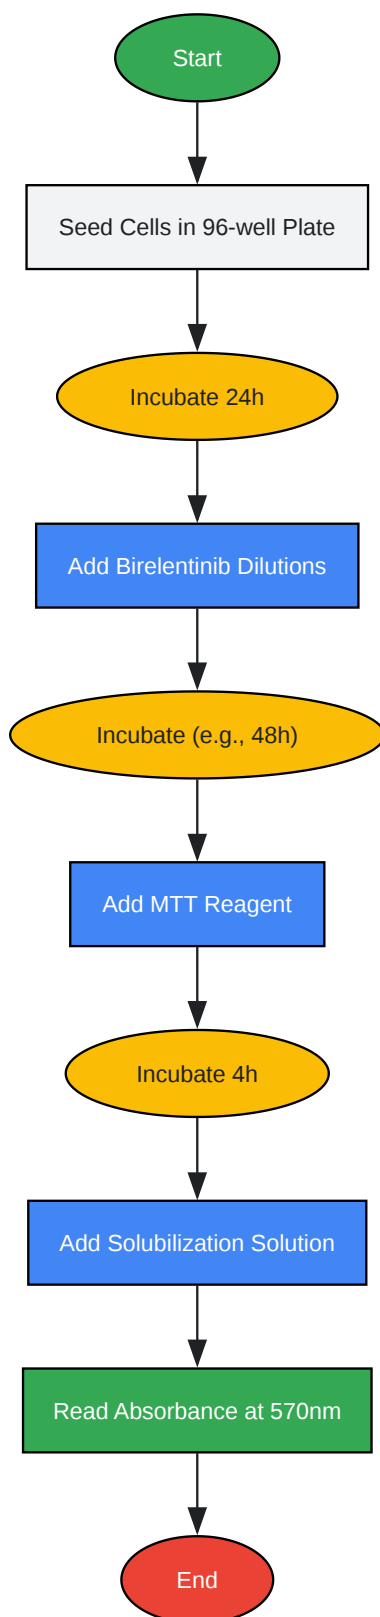 Start
Seed Cells in 96-well Plate
Incubate 24h
Add Birelentinib Dilutions
Incubate (e.g., 48h)
Add MTT Reagent
Incubate 4h
Add Solubilization Solution
Read Absorbance at 570nm
End